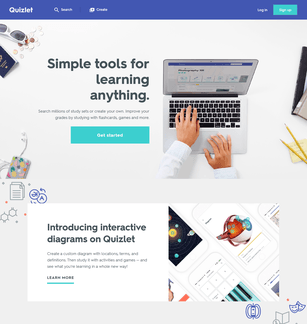 Quizlet
Search
Create
Log in
Sign up
Simple tools for
learning
anything.
Search millions of study sets or create your own. Improve your
grades by studying with flashcards, games and more.
Get started
Introducing interactive
diagrams on Quizlet
Create a custom diagram with locations, terms, and
definitions. Then study it with activities and games — and
see what you're learning in a whole new way!
LEARN MORE